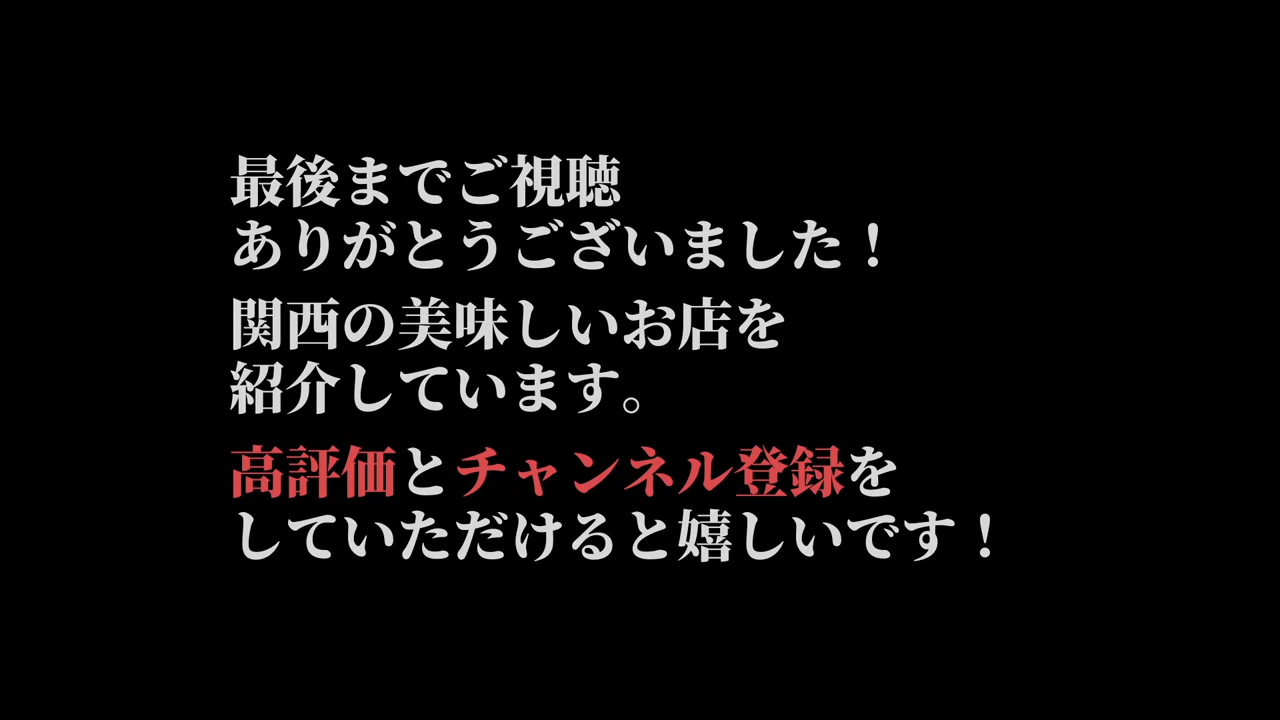 最後までご視聴
ありがとうございました！
関西の美味しいお店を
紹介しています。
高評価とチャンネル登録を
していただけると嬉しいです！